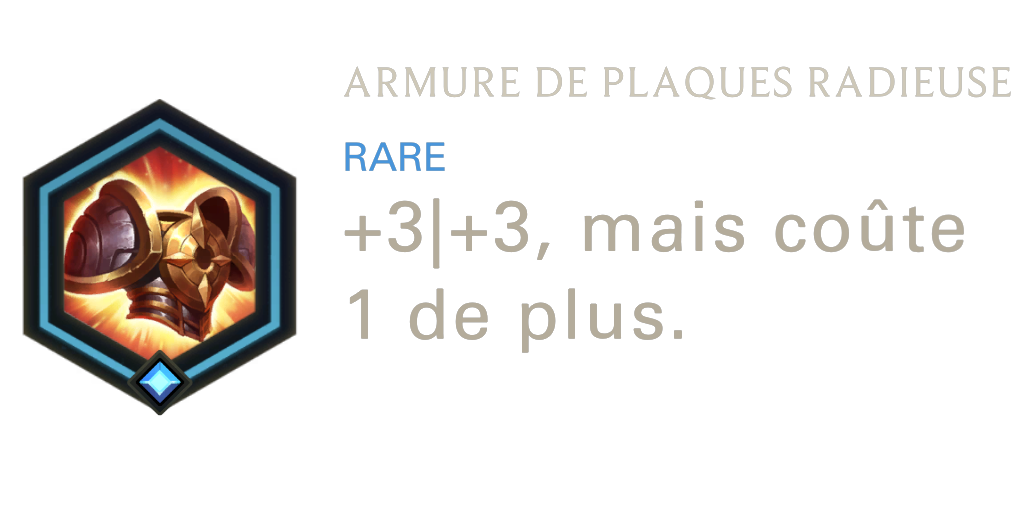 ARMURE DE PLAQUES RADIEUSE
RARE
+3|+3, mais coûte
1 de plus.